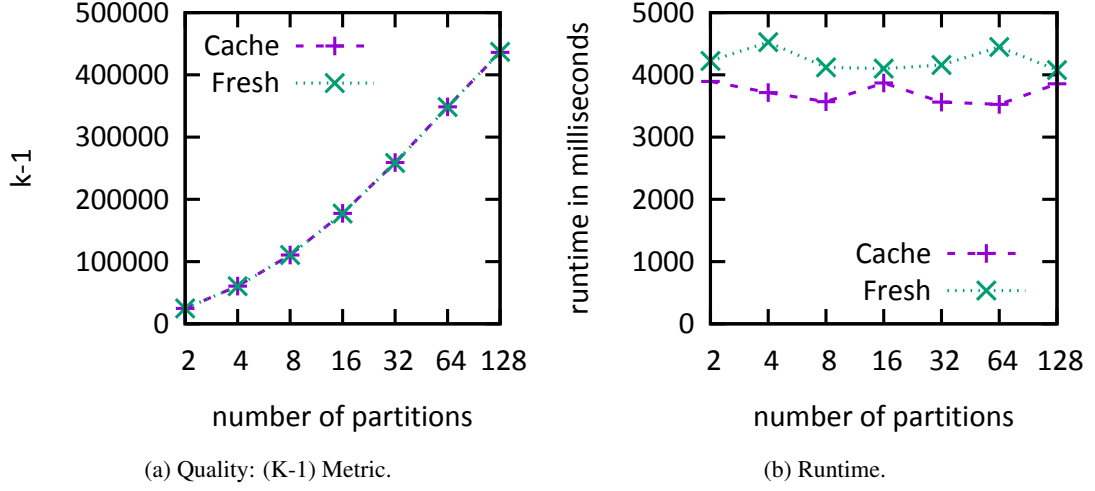 500000
400000
300000
200000
100000
0
k-1
Cache
Fresh
2 4 8 16 32 64 128
number of partitions
(a) Quality: (K-1) Metric.
5000
4000
3000
2000
1000
0
runtime in milliseconds
Cache
Fresh
2 4 8 16 32 64 128
number of partitions
(b) Runtime.